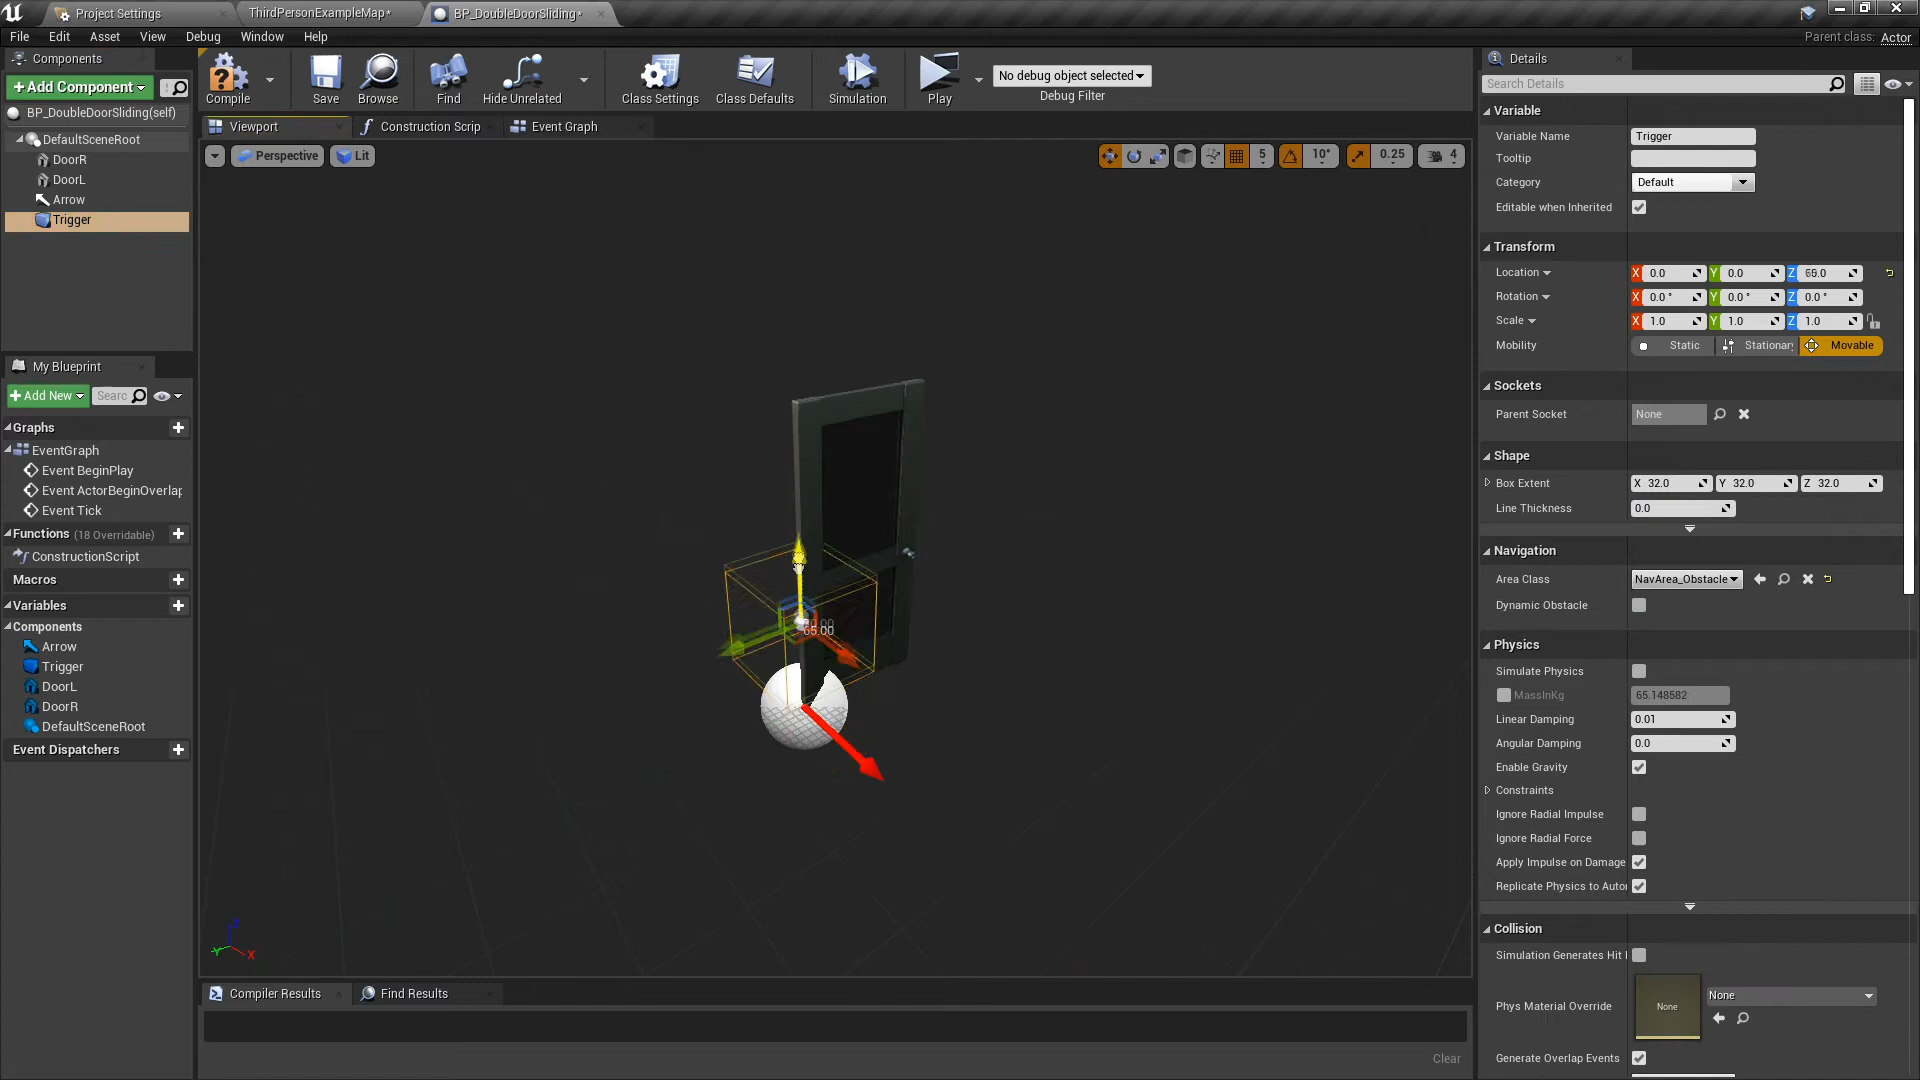 Project Settings
ThirdPersonExampleMap*
BP_DoubleDoorSliding*
File Edit Asset View Debug Window Help
Parent class: Actor
Components
+Add Component
BP_DoubleDoorSliding(self)
DefaultSceneRoot
DoorR
DoorL
Arrow
Trigger
Compile
Save
Browse
Find
Hide Unrelated
Class Settings
Class Defaults
Simulation
Play
No debug object selected
Debug Filter
Viewport
Construction Scrip
Event Graph
Perspective
Lit
5
10°
0.25
4
65.00
X
My Blueprint
+Add New
Searc
Graphs
EventGraph
Event BeginPlay
Event ActorBeginOverlap
Event Tick
Functions (18 Overridable)
ConstructionScript
Macros
Variables
Components
Arrow
Trigger
DoorL
DoorR
DefaultSceneRoot
Event Dispatchers
Compiler Results
Find Results
Clear
Details
Search Details
Variable
Variable Name Trigger
Tooltip
Category Default
Editable when Inherited
Transform
Location X 0.0 Y 0.0 Z
Rotation X 0.0 ° Y 0.0 ° Z 0.0 °
Scale X 1.0 Y 1.0 Z 1.0
Mobility Static Stationar Movable
Sockets
Parent Socket None
Shape
Box Extent X 32.0 Y 32.0 Z 32.0
Line Thickness 0.0
Navigation
Area Class NavArea_Obstacle
Dynamic Obstacle
Physics
Simulate Physics
MassInKg 65.148582
Linear Damping 0.01
Angular Damping 0.0
Enable Gravity
Constraints
Ignore Radial Impulse
Ignore Radial Force
Apply Impulse on Damage
Replicate Physics to Auto
Collision
Simulation Generates Hit
Phys Material Override None None
Generate Overlap Events